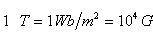 1 T = 1Wb/m² = 10⁴ G